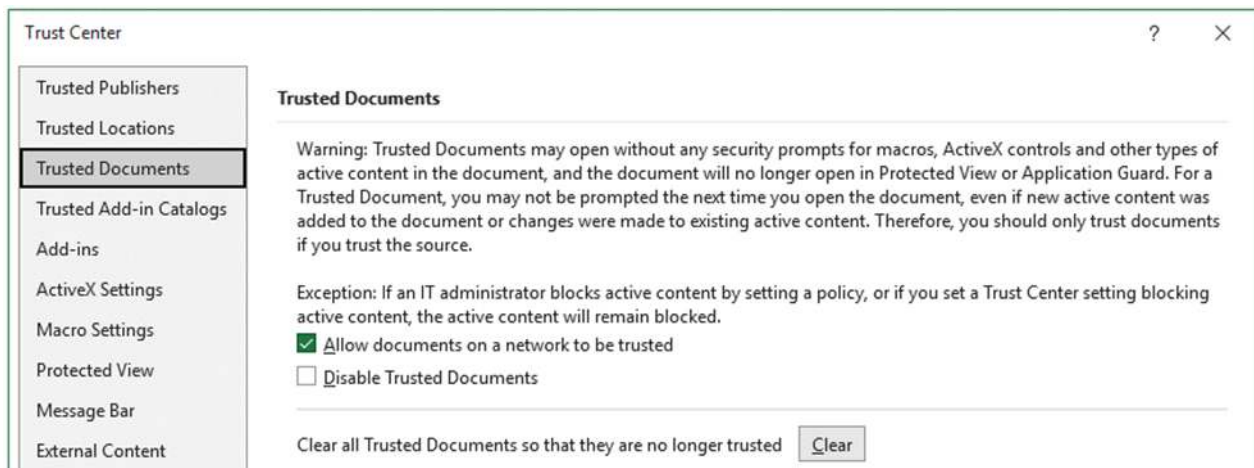 Trust Center
?
Trusted Publishers
Trusted Locations
Trusted Documents
Trusted Add-in Catalogs
Add-ins
ActiveX Settings
Macro Settings
Protected View
Message Bar
External Content
Trusted Documents
Warning: Trusted Documents may open without any security prompts for macros, ActiveX controls and other types of
active content in the document, and the document will no longer open in Protected View or Application Guard. For a
Trusted Document, you may not be prompted the next time you open the document, even if new active content was
added to the document or changes were made to existing active content. Therefore, you should only trust documents
if you trust the source.
Exception: If an IT administrator blocks active content by setting a policy, or if you set a Trust Center setting blocking
active content, the active content will remain blocked.
Allow documents on a network to be trusted
Disable Trusted Documents
Clear all Trusted Documents so that they are no longer trusted Clear